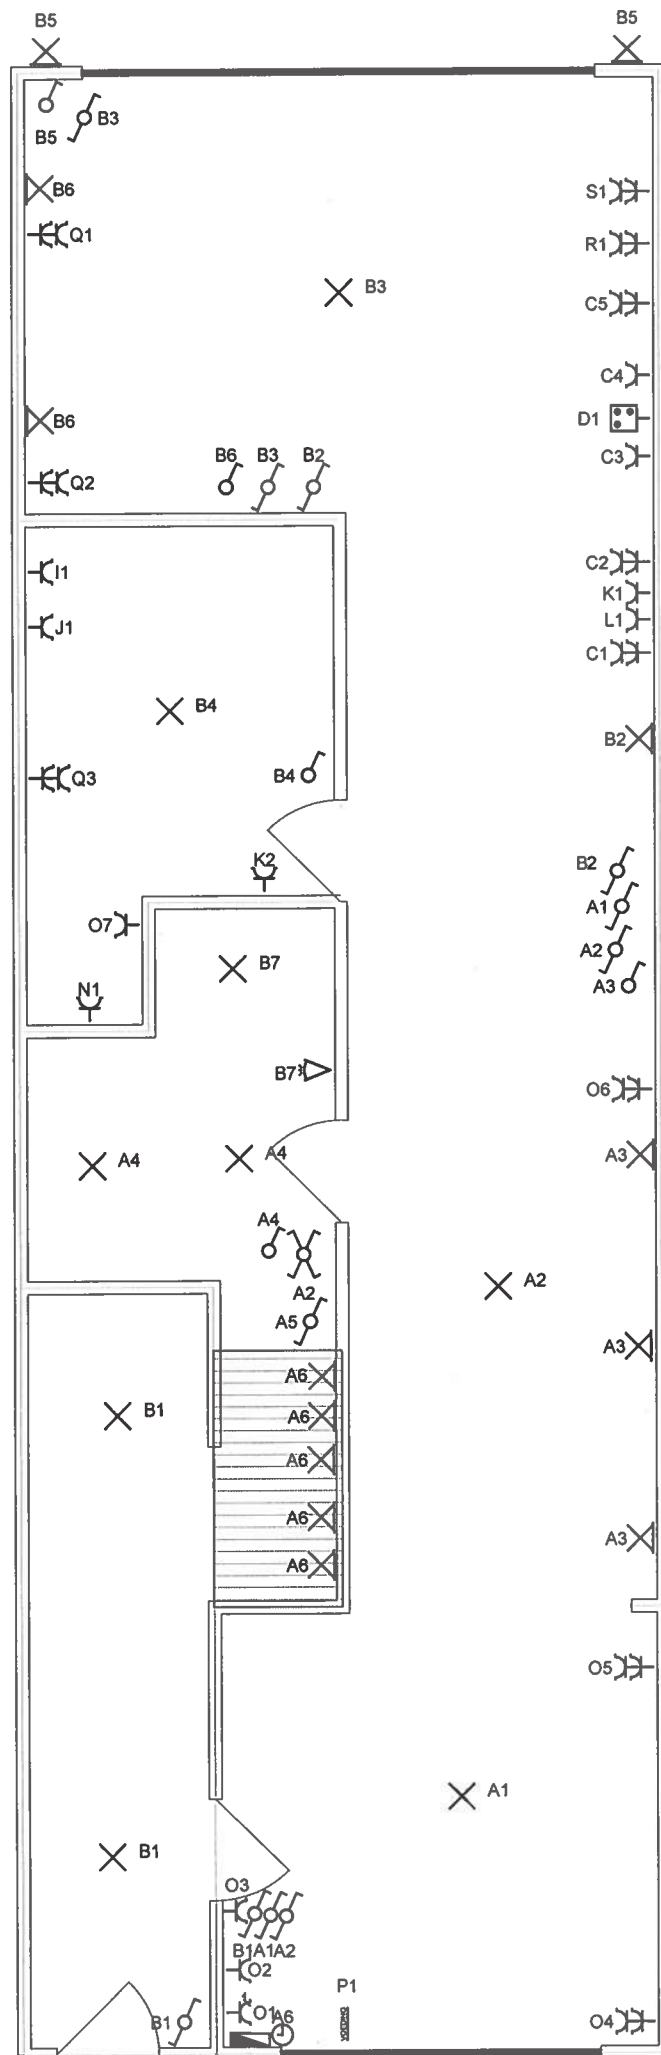 B5 B5
B5 B3
B6 S1
Q1 R1
B3 C5
C4
B6 D1
B6 B3 B2 C3
Q2
I1 C2
K1
J1 L1
C1
B4 B2
Q3 B4
K2 B2
O7 A1
B7 A2
N1 A3
B7 O6
A4 A4 A3
A4
A2 A2
A5 A3
A6
B1 A6
A6
A6 A3
A6
O5
A1
B1
O3
B1A1A2
O2
P1
1
B1 O1 A6 O4